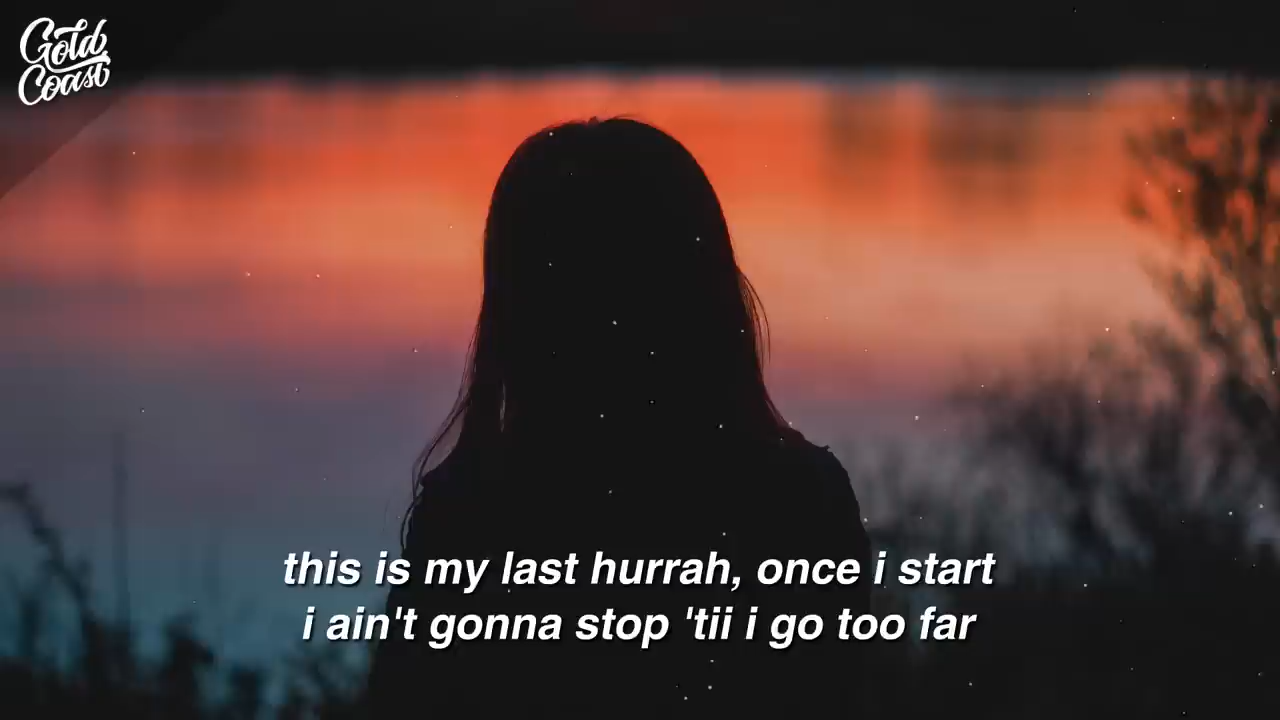 Gold
Coast
this is my last hurrah, once i start
i ain't gonna stop 'tii i go too far